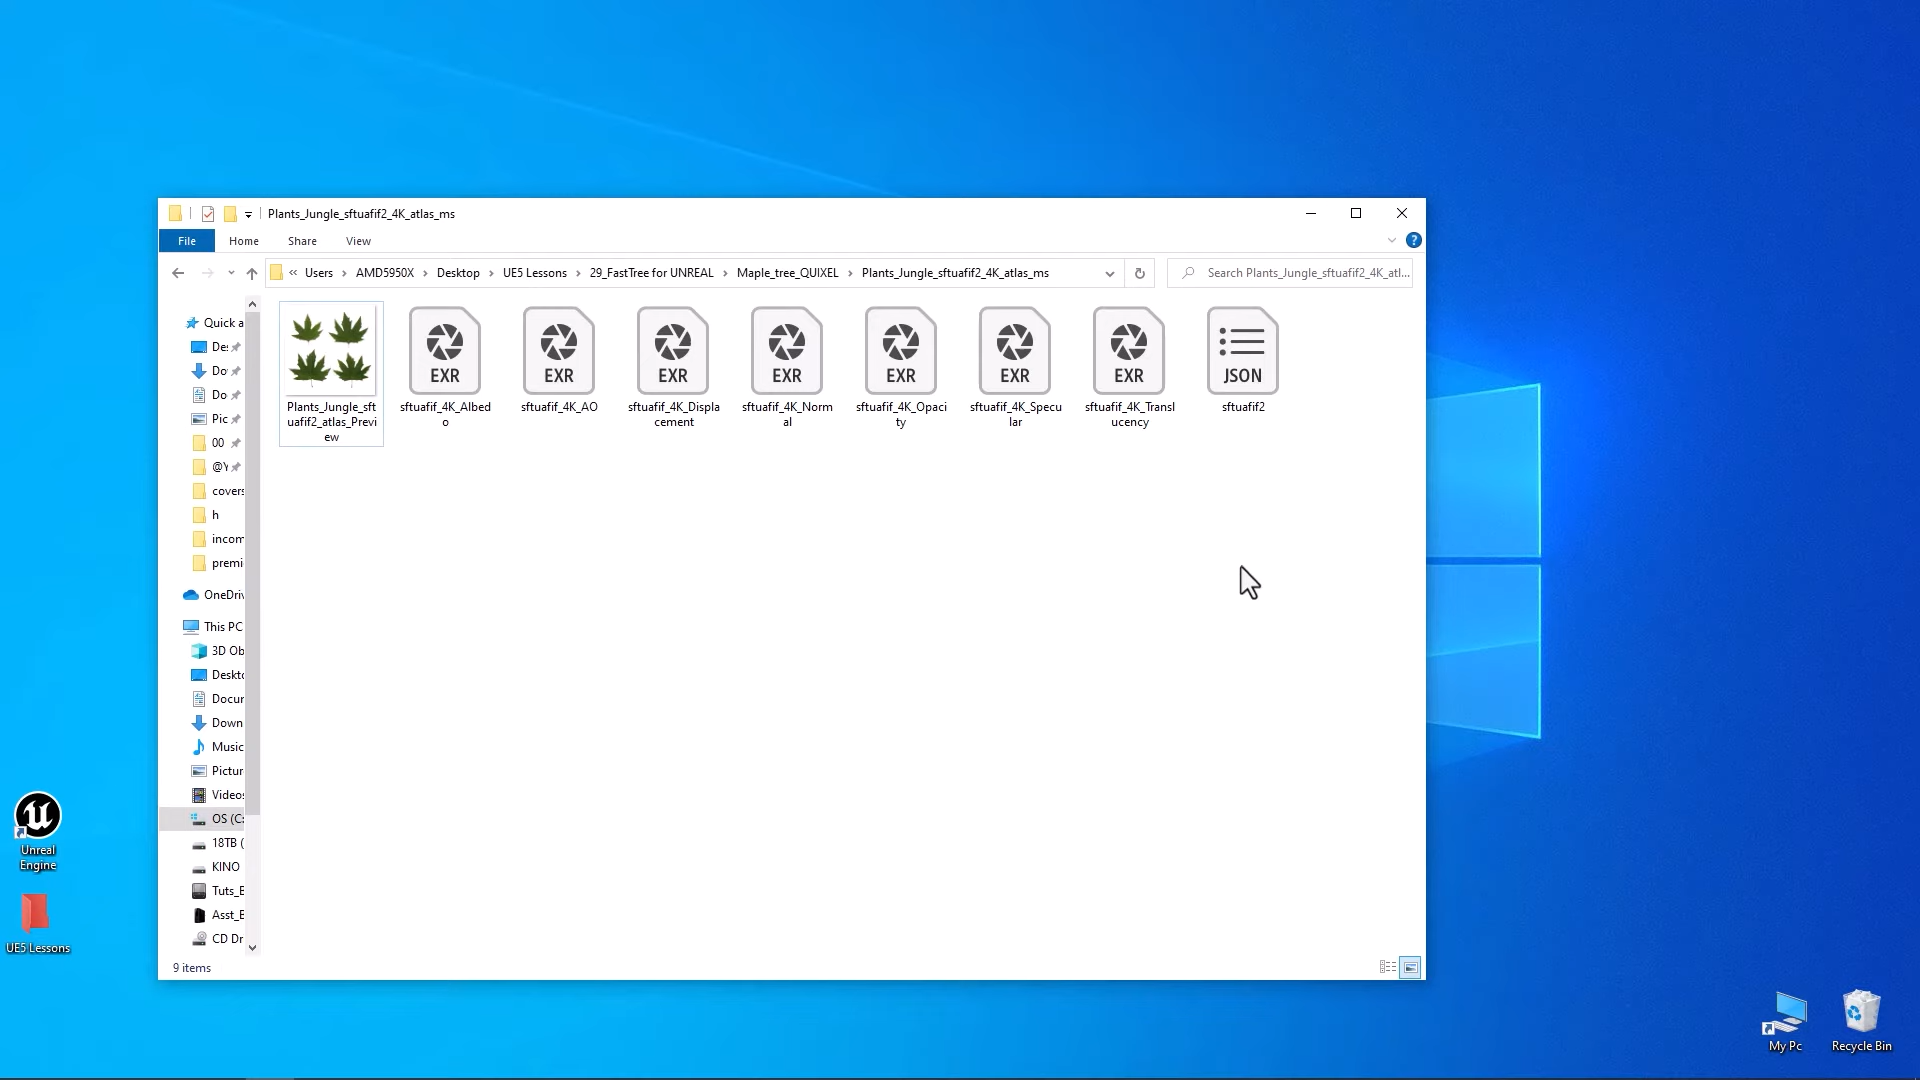 Plants_Jungle_sftuafif2_4K_atlas_ms
File Home Share View
« Users › AMD5950X › Desktop › UE5 Lessons › 29_FastTree for UNREAL › Maple_tree_QUIXEL › Plants_Jungle_sftuafif2_4K_atlas_ms
Search Plants_Jungle_sftuafif2_4K_atl...
Quick a
De
Do
Do
Pic
00
@Y
covers
h
incom
premi
OneDriv
This PC
3D Ob
Deskto
Docur
Down
Music
Pictur
Videos
OS (C:
18TB (
KINO
Tuts_E
Asst_E
CD Dr
Plants_Jungle_sft
uafif2_atlas_Previ
ew
EXR
sftuafif_4K_Albed
o
EXR
sftuafif_4K_AO
EXR
sftuafif_4K_Displa
cement
EXR
sftuafif_4K_Norm
al
EXR
sftuafif_4K_Opaci
ty
EXR
sftuafif_4K_Specu
lar
EXR
sftuafif_4K_Transl
ucency
JSON
sftuafif2
9 items
Unreal
Engine
UE5 Lessons
My Pc
Recycle Bin